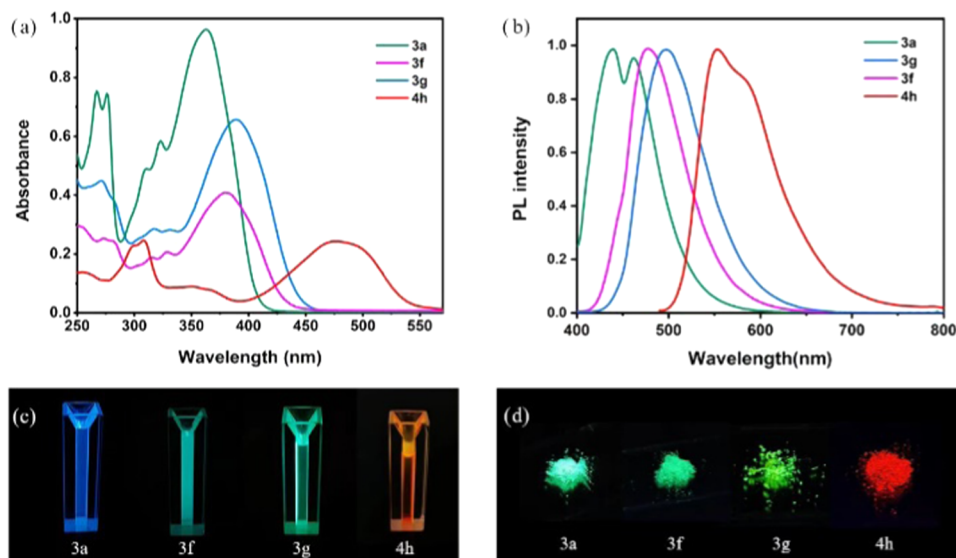 (a)
1.0
0.8
0.6
0.4
0.2
0.0
Absorbance
3a
3f
3g
4h
250 300 350 400 450 500 550
Wavelength (nm)
(b)
1.0
0.8
0.6
0.4
0.2
0.0
PL intensity
3a
3g
3f
4h
400 500 600 700 800
Wavelength(nm)
(c)
3a 3f 3g 4h
(d)
3a 3f 3g 4h